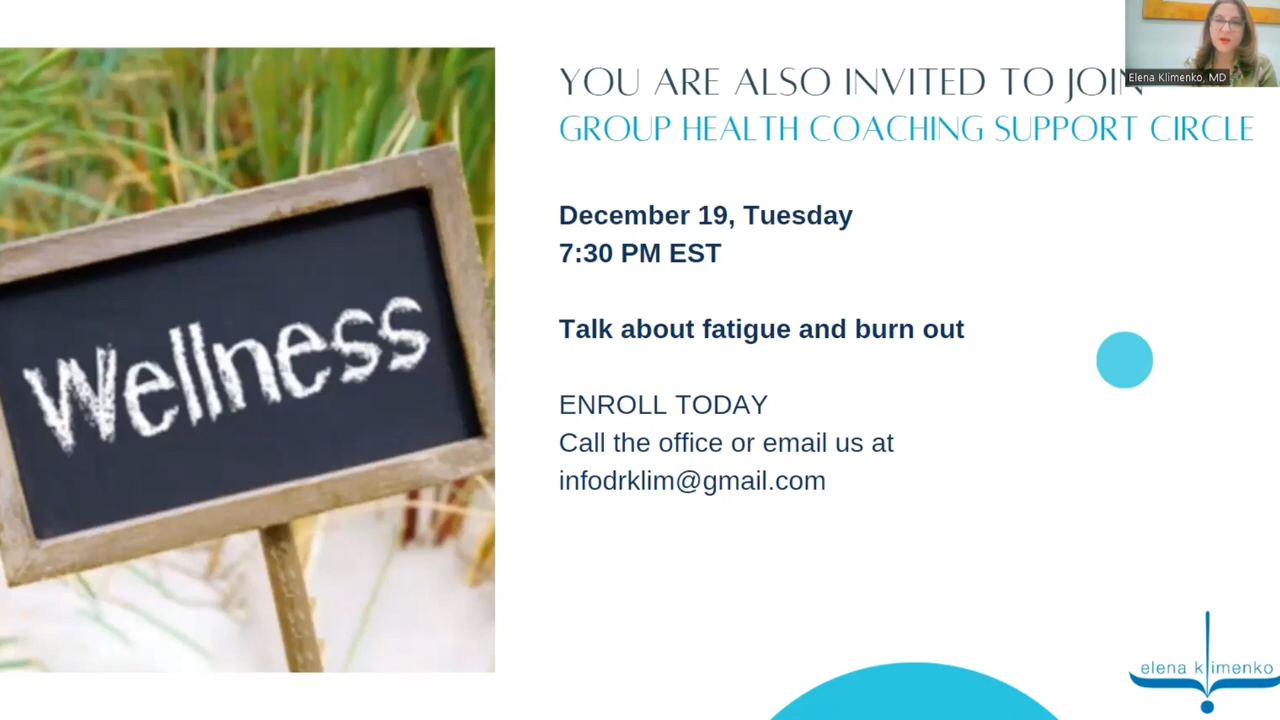 YOU ARE ALSO INVITED TO JOIN
Elena Klimenko, MD
GROUP HEALTH COACHING SUPPORT CIRCLE
December 19, Tuesday
7:30 PM EST
Talk about fatigue and burn out
ENROLL TODAY
Call the office or email us at
infodrklim@gmail.com
Wellness
elena klimenko